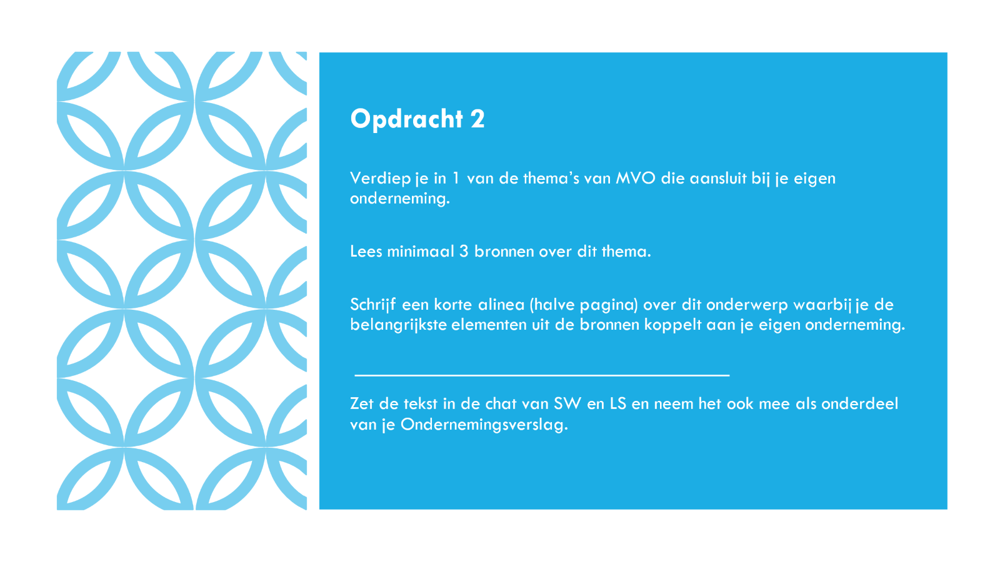 Opdracht 2
Verdiep je in 1 van de thema’s van MVO die aansluit bij je eigen
onderneming.
Lees minimaal 3 bronnen over dit thema.
Schrijf een korte alinea (halve pagina) over dit onderwerp waarbij je de
belangrijkste elementen uit de bronnen koppelt aan je eigen onderneming.
Zet de tekst in de chat van SW en LS en neem het ook mee als onderdeel
van je Ondernemingsverslag.